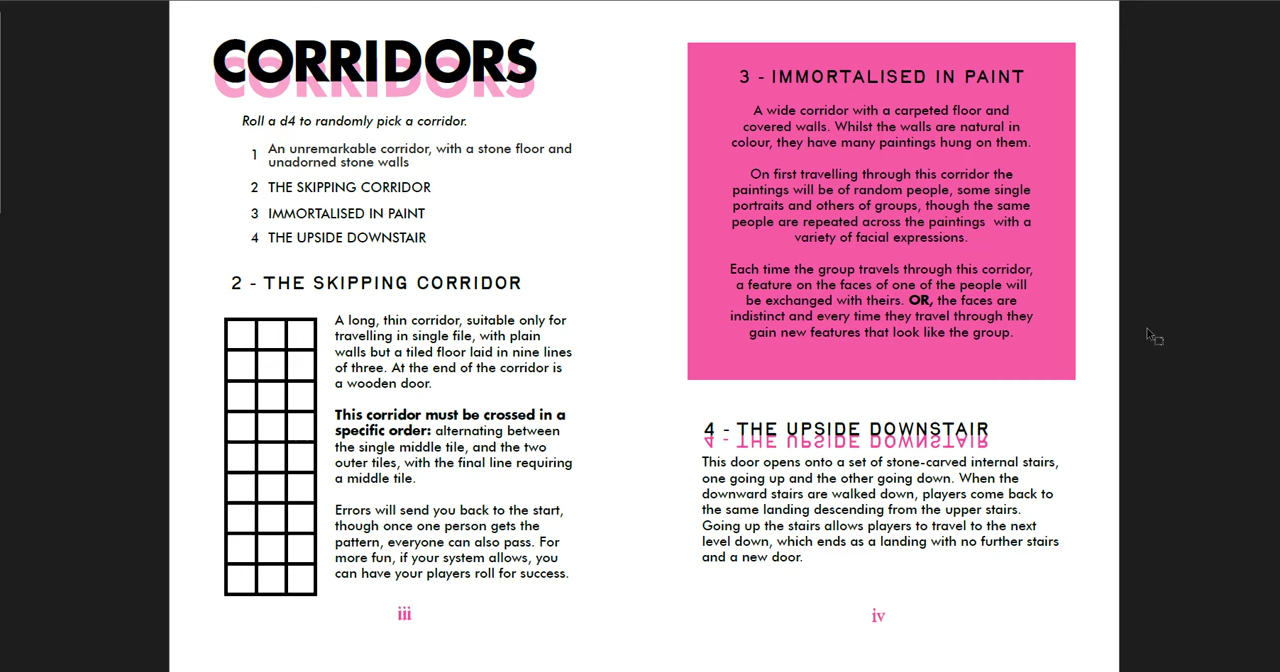 CORRIDORS
Roll a d4 to randomly pick a corridor.
1 An unremarkable corridor, with a stone floor and
unadorned stone walls
2 THE SKIPPING CORRIDOR
3 IMMORTALISED IN PAINT
4 THE UPSIDE DOWNSTAIR
2 - THE SKIPPING CORRIDOR
A long, thin corridor, suitable only for
travelling in single file, with plain
walls but a tiled floor laid in nine lines
of three. At the end of the corridor is
a wooden door.
This corridor must be crossed in a
specific order: alternating between
the single middle tile, and the two
outer tiles, with the final line requiring
a middle tile.
Errors will send you back to the start,
though once one person gets the
pattern, everyone can also pass. For
more fun, if your system allows, you
can have your players roll for success.
iii
3 - IMMORTALISED IN PAINT
A wide corridor with a carpeted floor and
covered walls. Whilst the walls are natural in
colour, they have many paintings hung on them.
On first travelling through this corridor the
paintings will be of random people, some single
portraits and others of groups, though the same
people are repeated across the paintings with a
variety of facial expressions.
Each time the group travels through this corridor,
a feature on the faces of one of the people will
be exchanged with theirs. OR, the faces are
indistinct and every time they travel through they
gain new features that look like the group.
4 - THE UPSIDE DOWNSTAIR
4 - THE UPSIDE DOWNSTAIR
This door opens onto a set of stone-carved internal stairs,
one going up and the other going down. When the
downward stairs are walked down, players come back to
the same landing descending from the upper stairs.
Going up the stairs allows players to travel to the next
level down, which ends as a landing with no further stairs
and a new door.
iv